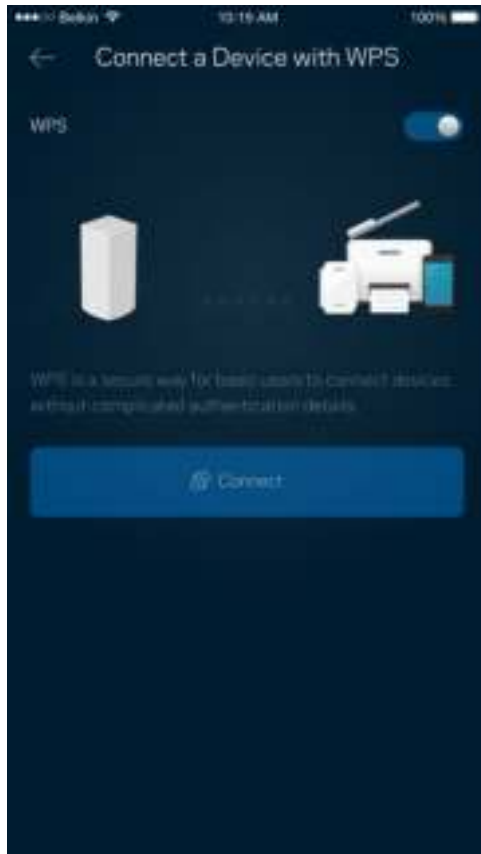 Belkin 10:19 AM 100%
Connect a Device with WPS
WPS
WPS is a secure way for basic users to connect devices
without complicated authentication details.
Connect